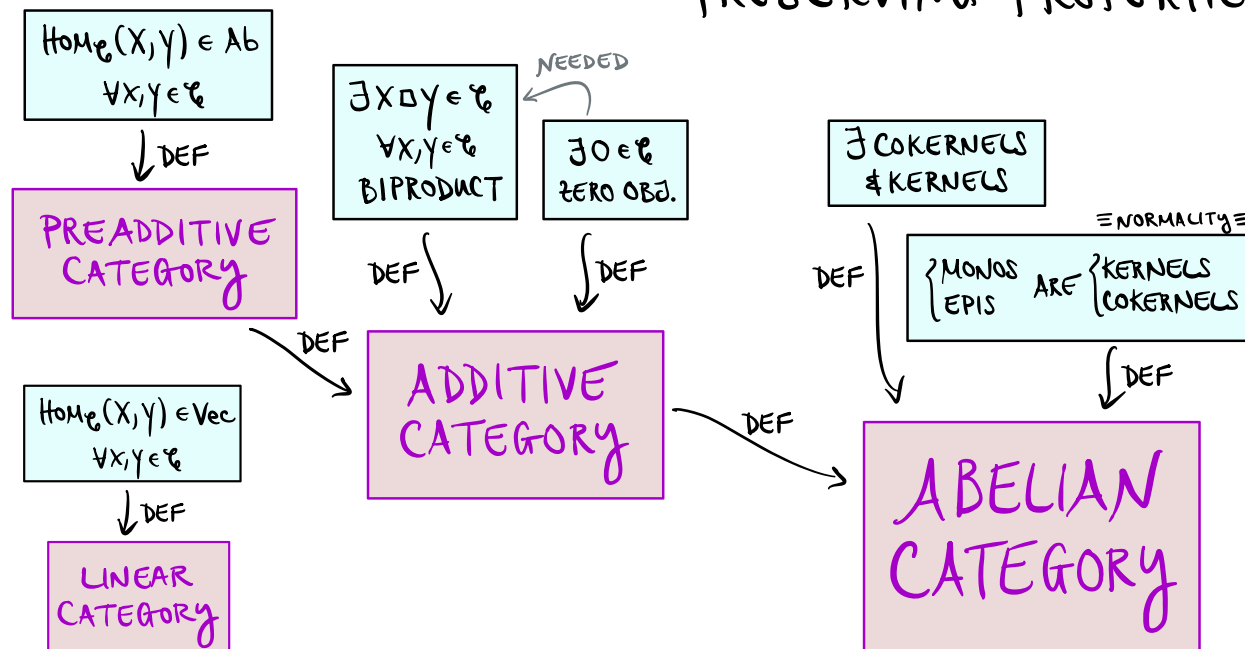 Hom𝒞(X,Y) ∈ Ab
∀X,Y ∈ 𝒞
DEF
PREADDITIVE
CATEGORY
DEF
∃X□Y ∈ 𝒞
∀X,Y ∈ 𝒞
BIPRODUCT
NEEDED
∃0 ∈ 𝒞
ZERO OBJ.
DEF
DEF
ADDITIVE
CATEGORY
DEF
∃ COKERNELS
& KERNELS
DEF
≡NORMALITY≡
{MONOS ARE {KERNELS
EPIS COKERNELS
DEF
ABELIAN
CATEGORY
Hom𝒞(X,Y) ∈ Vec
∀X,Y ∈ 𝒞
DEF
LINEAR
CATEGORY